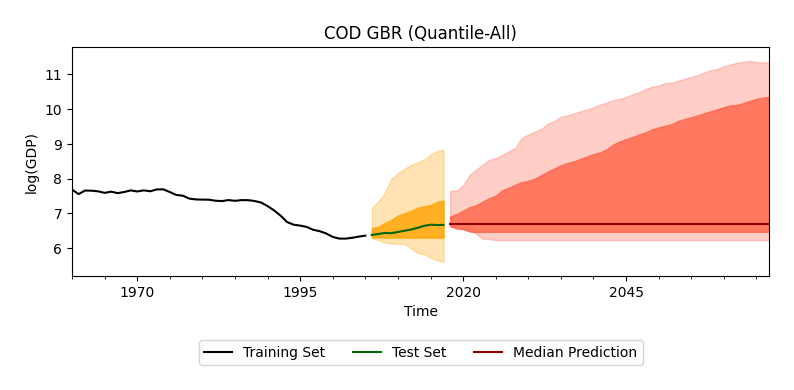 COD GBR (Quantile-All)
log(GDP)
11
10
9
8
7
6
1970
1995
2020
2045
Time
Training Set
Test Set
Median Prediction